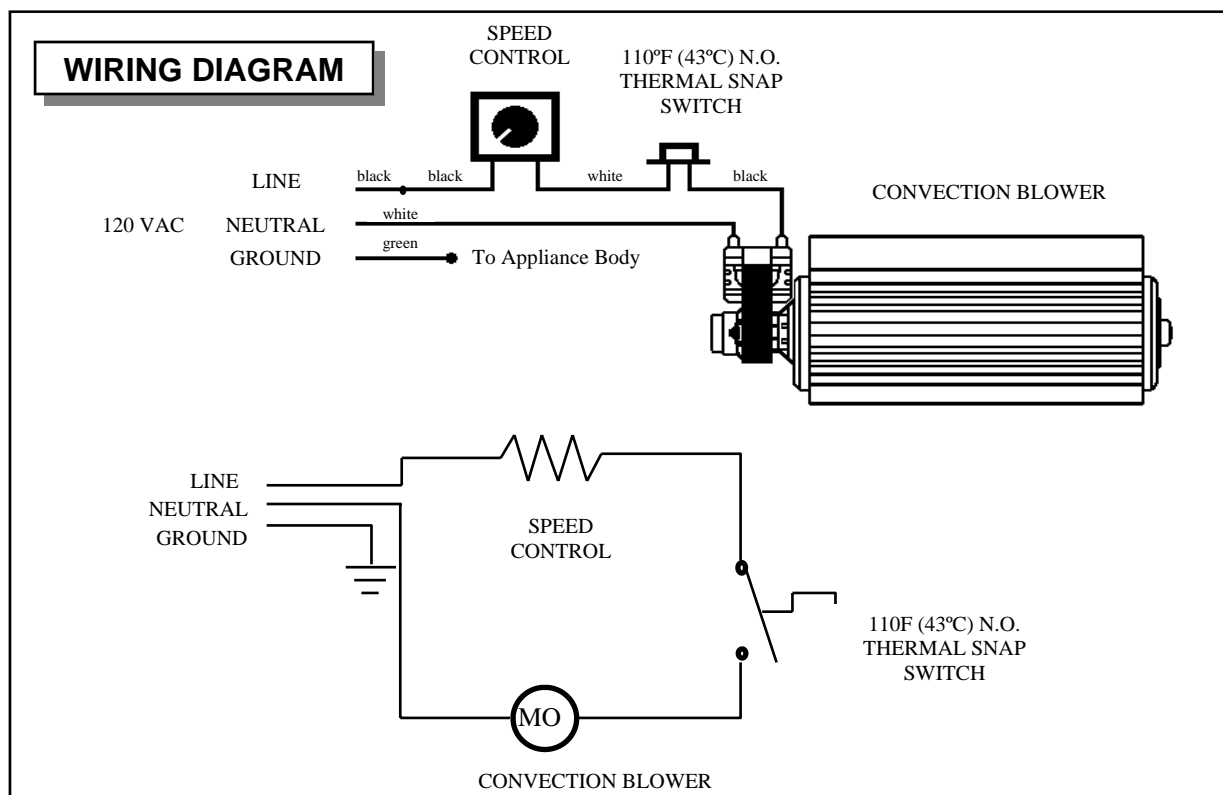 WIRING DIAGRAM
SPEED
CONTROL
110ºF (43ºC) N.O.
THERMAL SNAP
SWITCH
LINE
black
black
white
black
CONVECTION BLOWER
120 VAC
NEUTRAL
white
GROUND
green
To Appliance Body
LINE
NEUTRAL
GROUND
SPEED
CONTROL
110F (43ºC) N.O.
THERMAL SNAP
SWITCH
MO
CONVECTION BLOWER